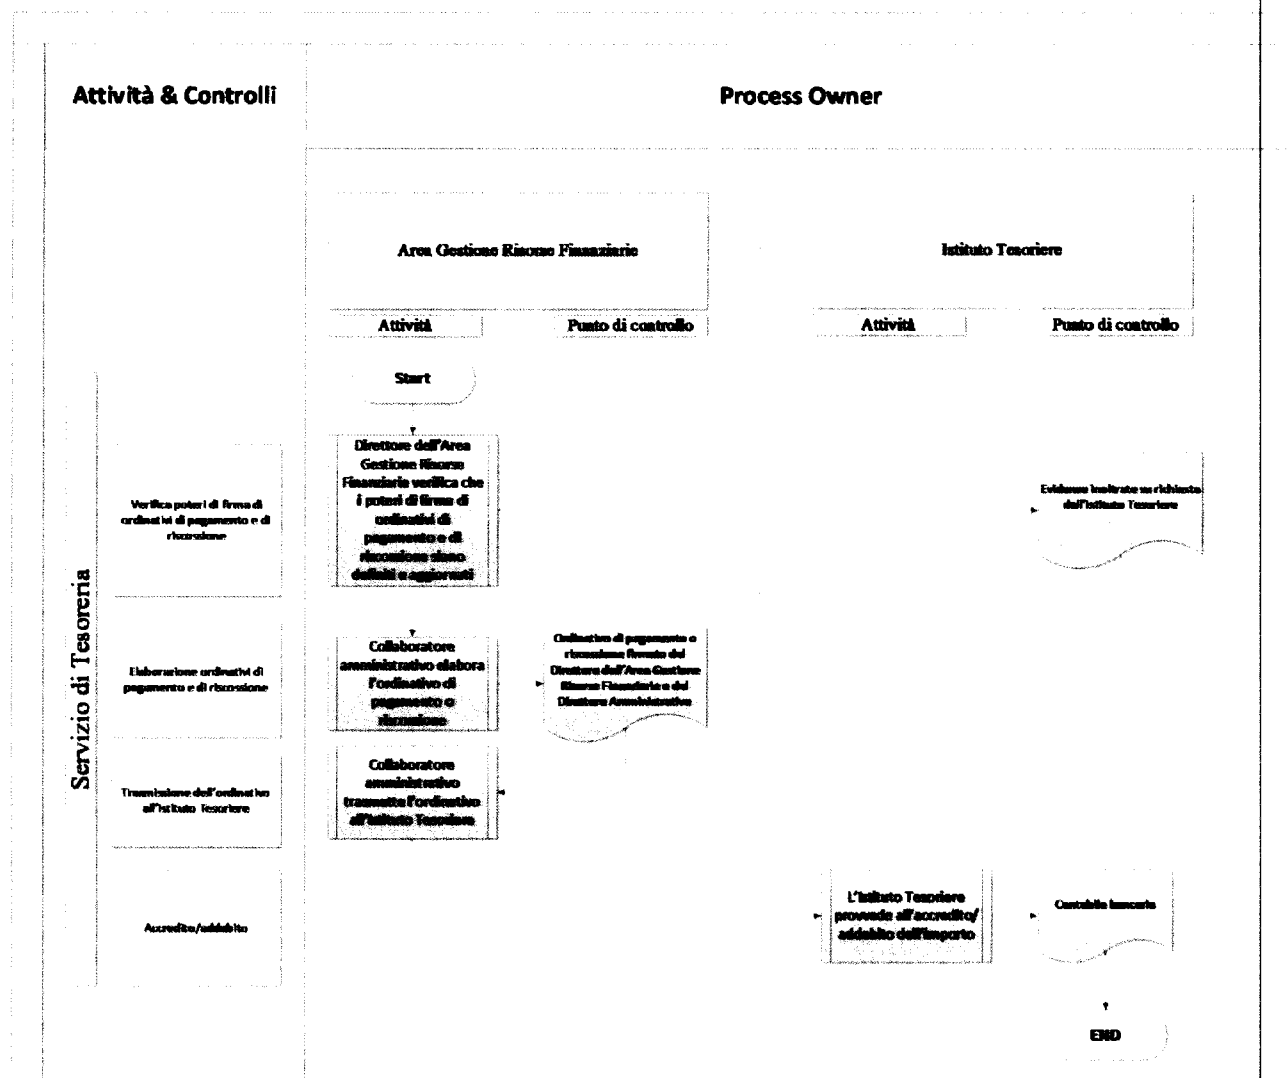 Attività & Controlli
Process Owner
Area Gestione Risorse Finanziarie
Istituto Tesoriere
Attività
Punto di controllo
Attività
Punto di controllo
Start
Servizio di Tesoreria
Verifica poteri di firma di
ordinativi di pagamento e di
riscossione
Direttore dell'Area
Gestione Risorse
Finanziarie verifica che
i poteri di firma di
ordinativi di
pagamento e di
riscossione siano
definiti e aggiornati
Evidenze inoltrate su richiesta
dell'Istituto Tesoriere
Elaborazione ordinativi di
pagamento e di riscossione
Collaboratore
amministrativo elabora
l'ordinativo di
pagamento o
riscossione
Ordinativo di pagamento o
riscossione firmato dal
Direttore dell'Area Gestione
Risorse Finanziarie e dal
Direttore Amministrativo
Trasmissione dell'ordinativo
all'Istituto Tesoriere
Collaboratore
amministrativo
trasmette l'ordinativo
all'Istituto Tesoriere
Accredito/addebito
L'Istituto Tesoriere
provvede all'accredito/
addebito dell'importo
Contabile bancaria
END